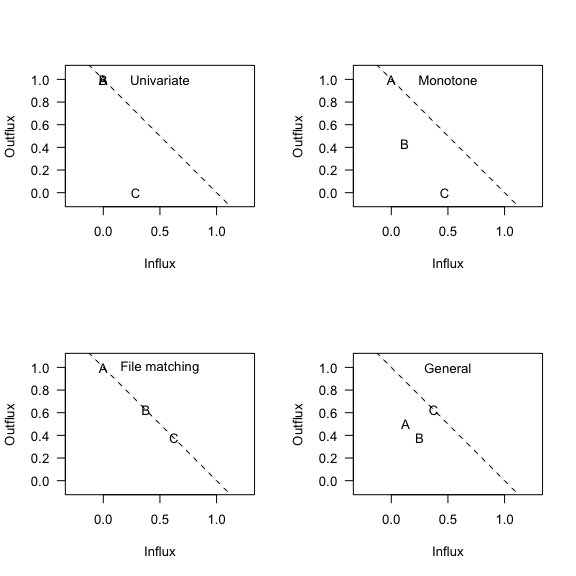 Univariate
A
B
C
1.0
0.8
0.6
0.4
0.2
0.0
Outflux
0.0 0.5 1.0
Influx
Monotone
A
B
C
1.0
0.8
0.6
0.4
0.2
0.0
Outflux
0.0 0.5 1.0
Influx
File matching
A
B
C
1.0
0.8
0.6
0.4
0.2
0.0
Outflux
0.0 0.5 1.0
Influx
General
C
A
B
1.0
0.8
0.6
0.4
0.2
0.0
Outflux
0.0 0.5 1.0
Influx